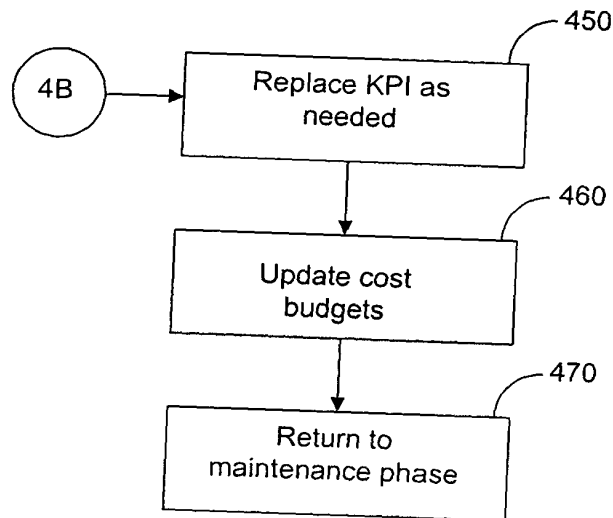 450
4B
Replace KPI as
needed
460
Update cost
budgets
470
Return to
maintenance phase